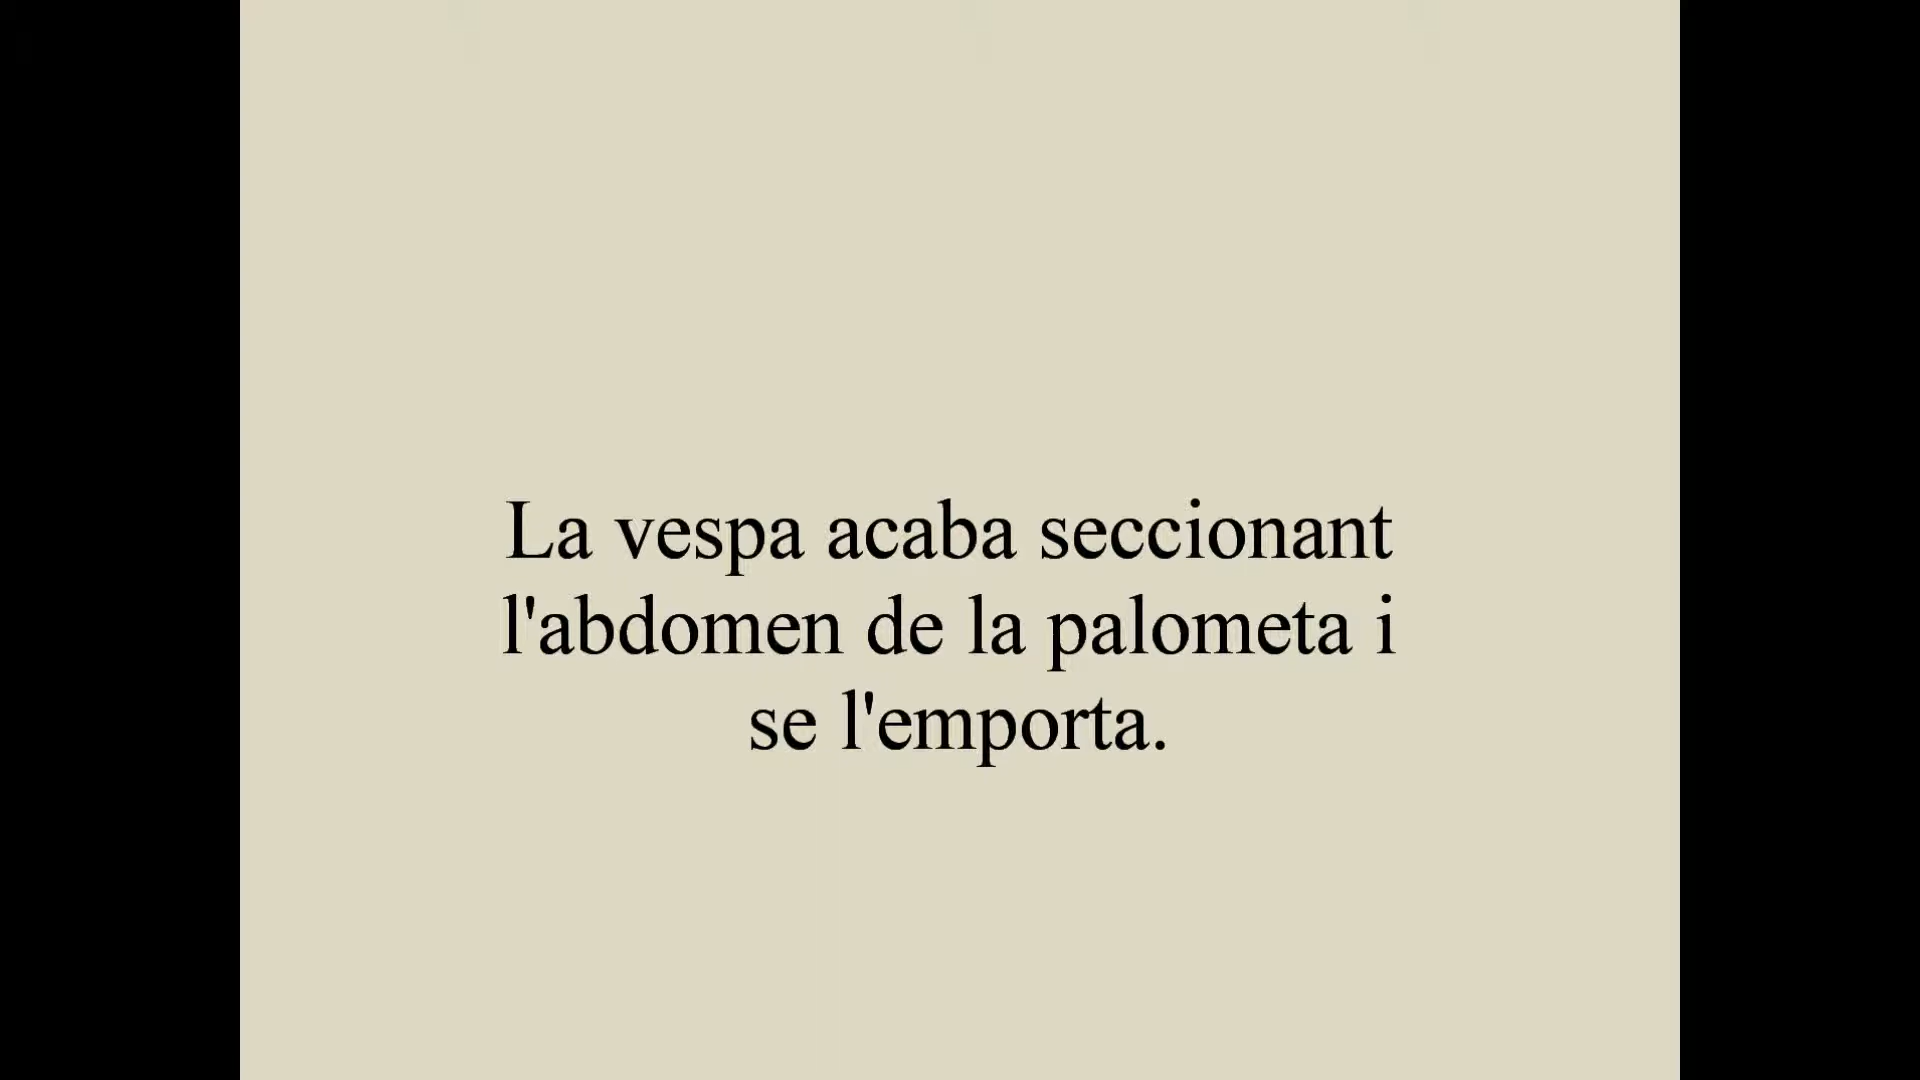 La vespa acaba seccionant
l'abdomen de la palometa i
se l'emporta.